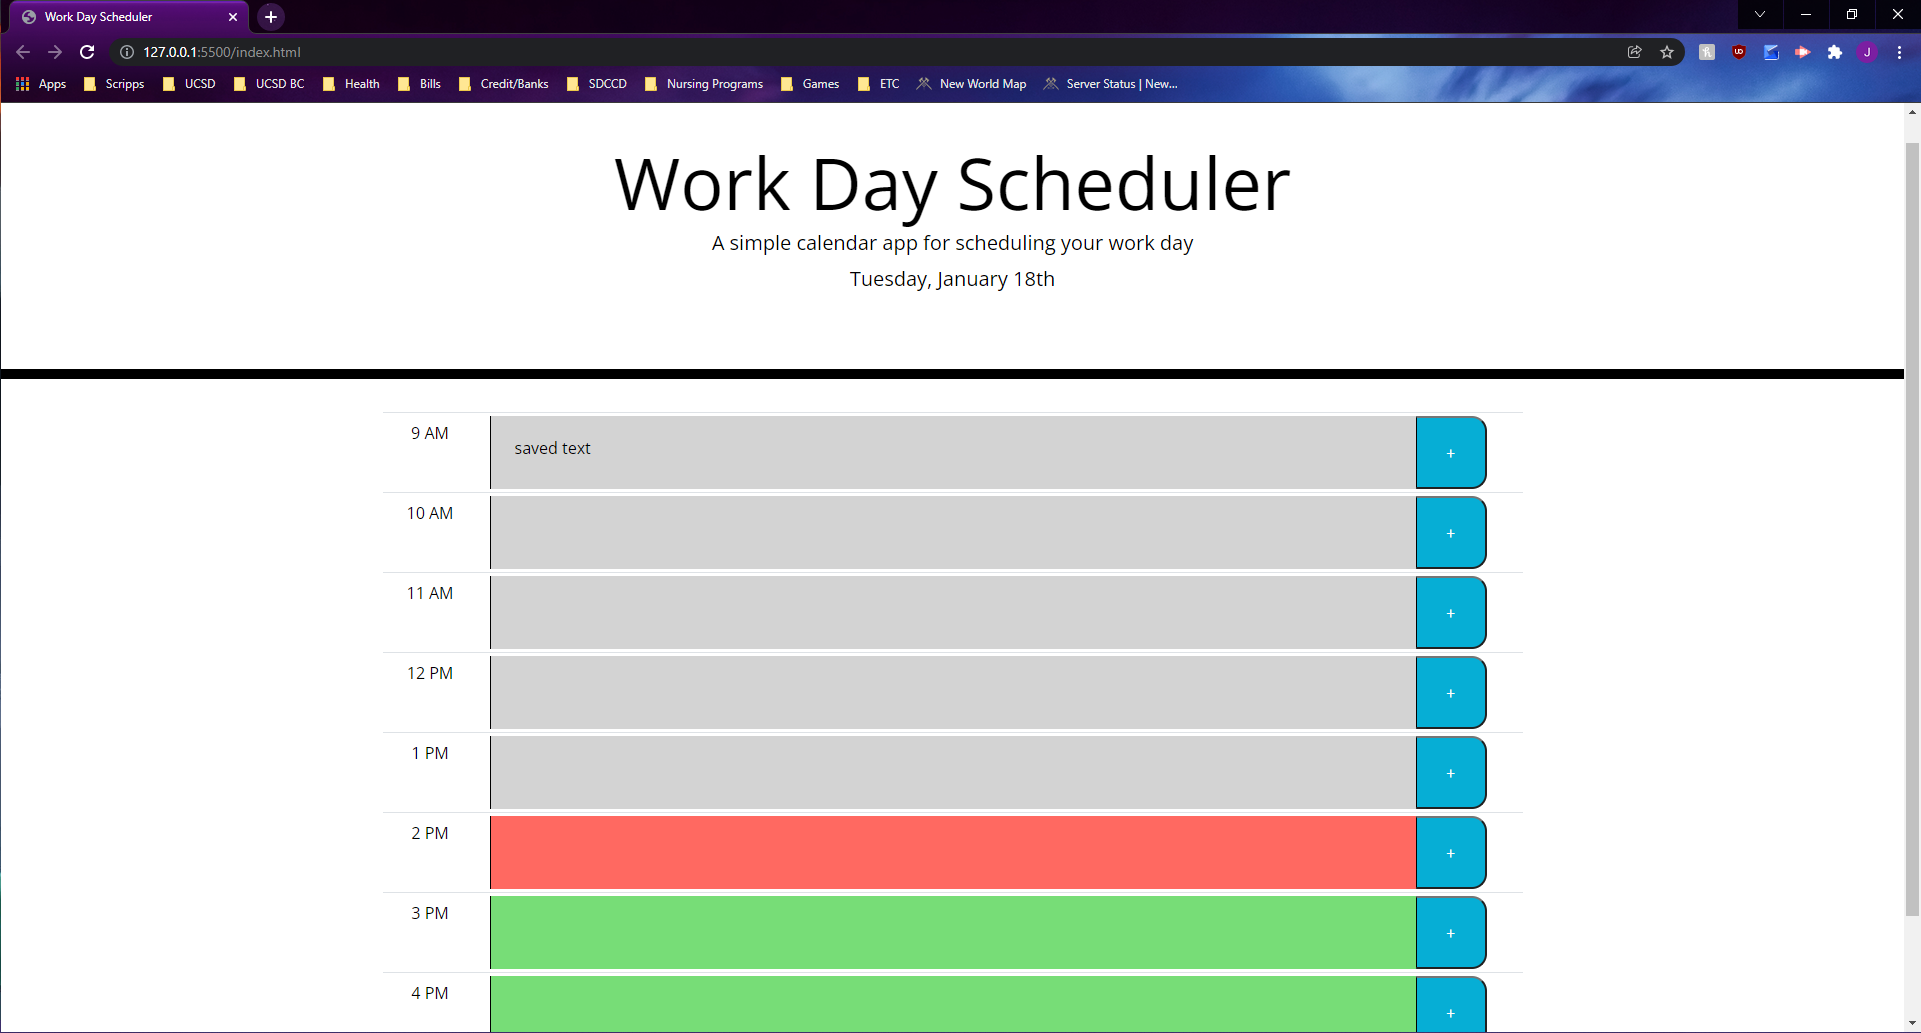 Work Day Scheduler
127.0.0.1:5500/index.html
Apps Scripps UCSD UCSD BC Health Bills Credit/Banks SDCCD Nursing Programs Games ETC New World Map Server Status | New... J
Work Day Scheduler
A simple calendar app for scheduling your work day
Tuesday, January 18th
9 AM saved text +
10 AM +
11 AM +
12 PM +
1 PM +
2 PM +
3 PM +
4 PM +